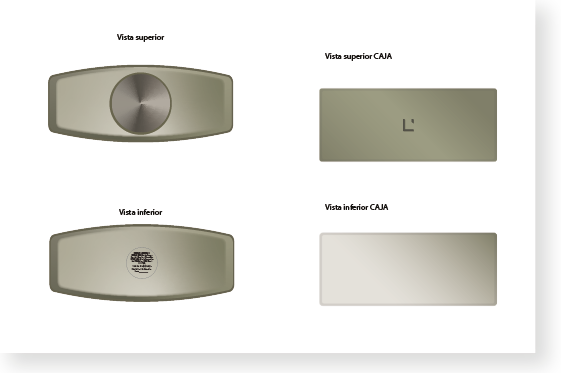 Vista superior
Vista superior CAJA
L'
Vista inferior
Vista inferior CAJA